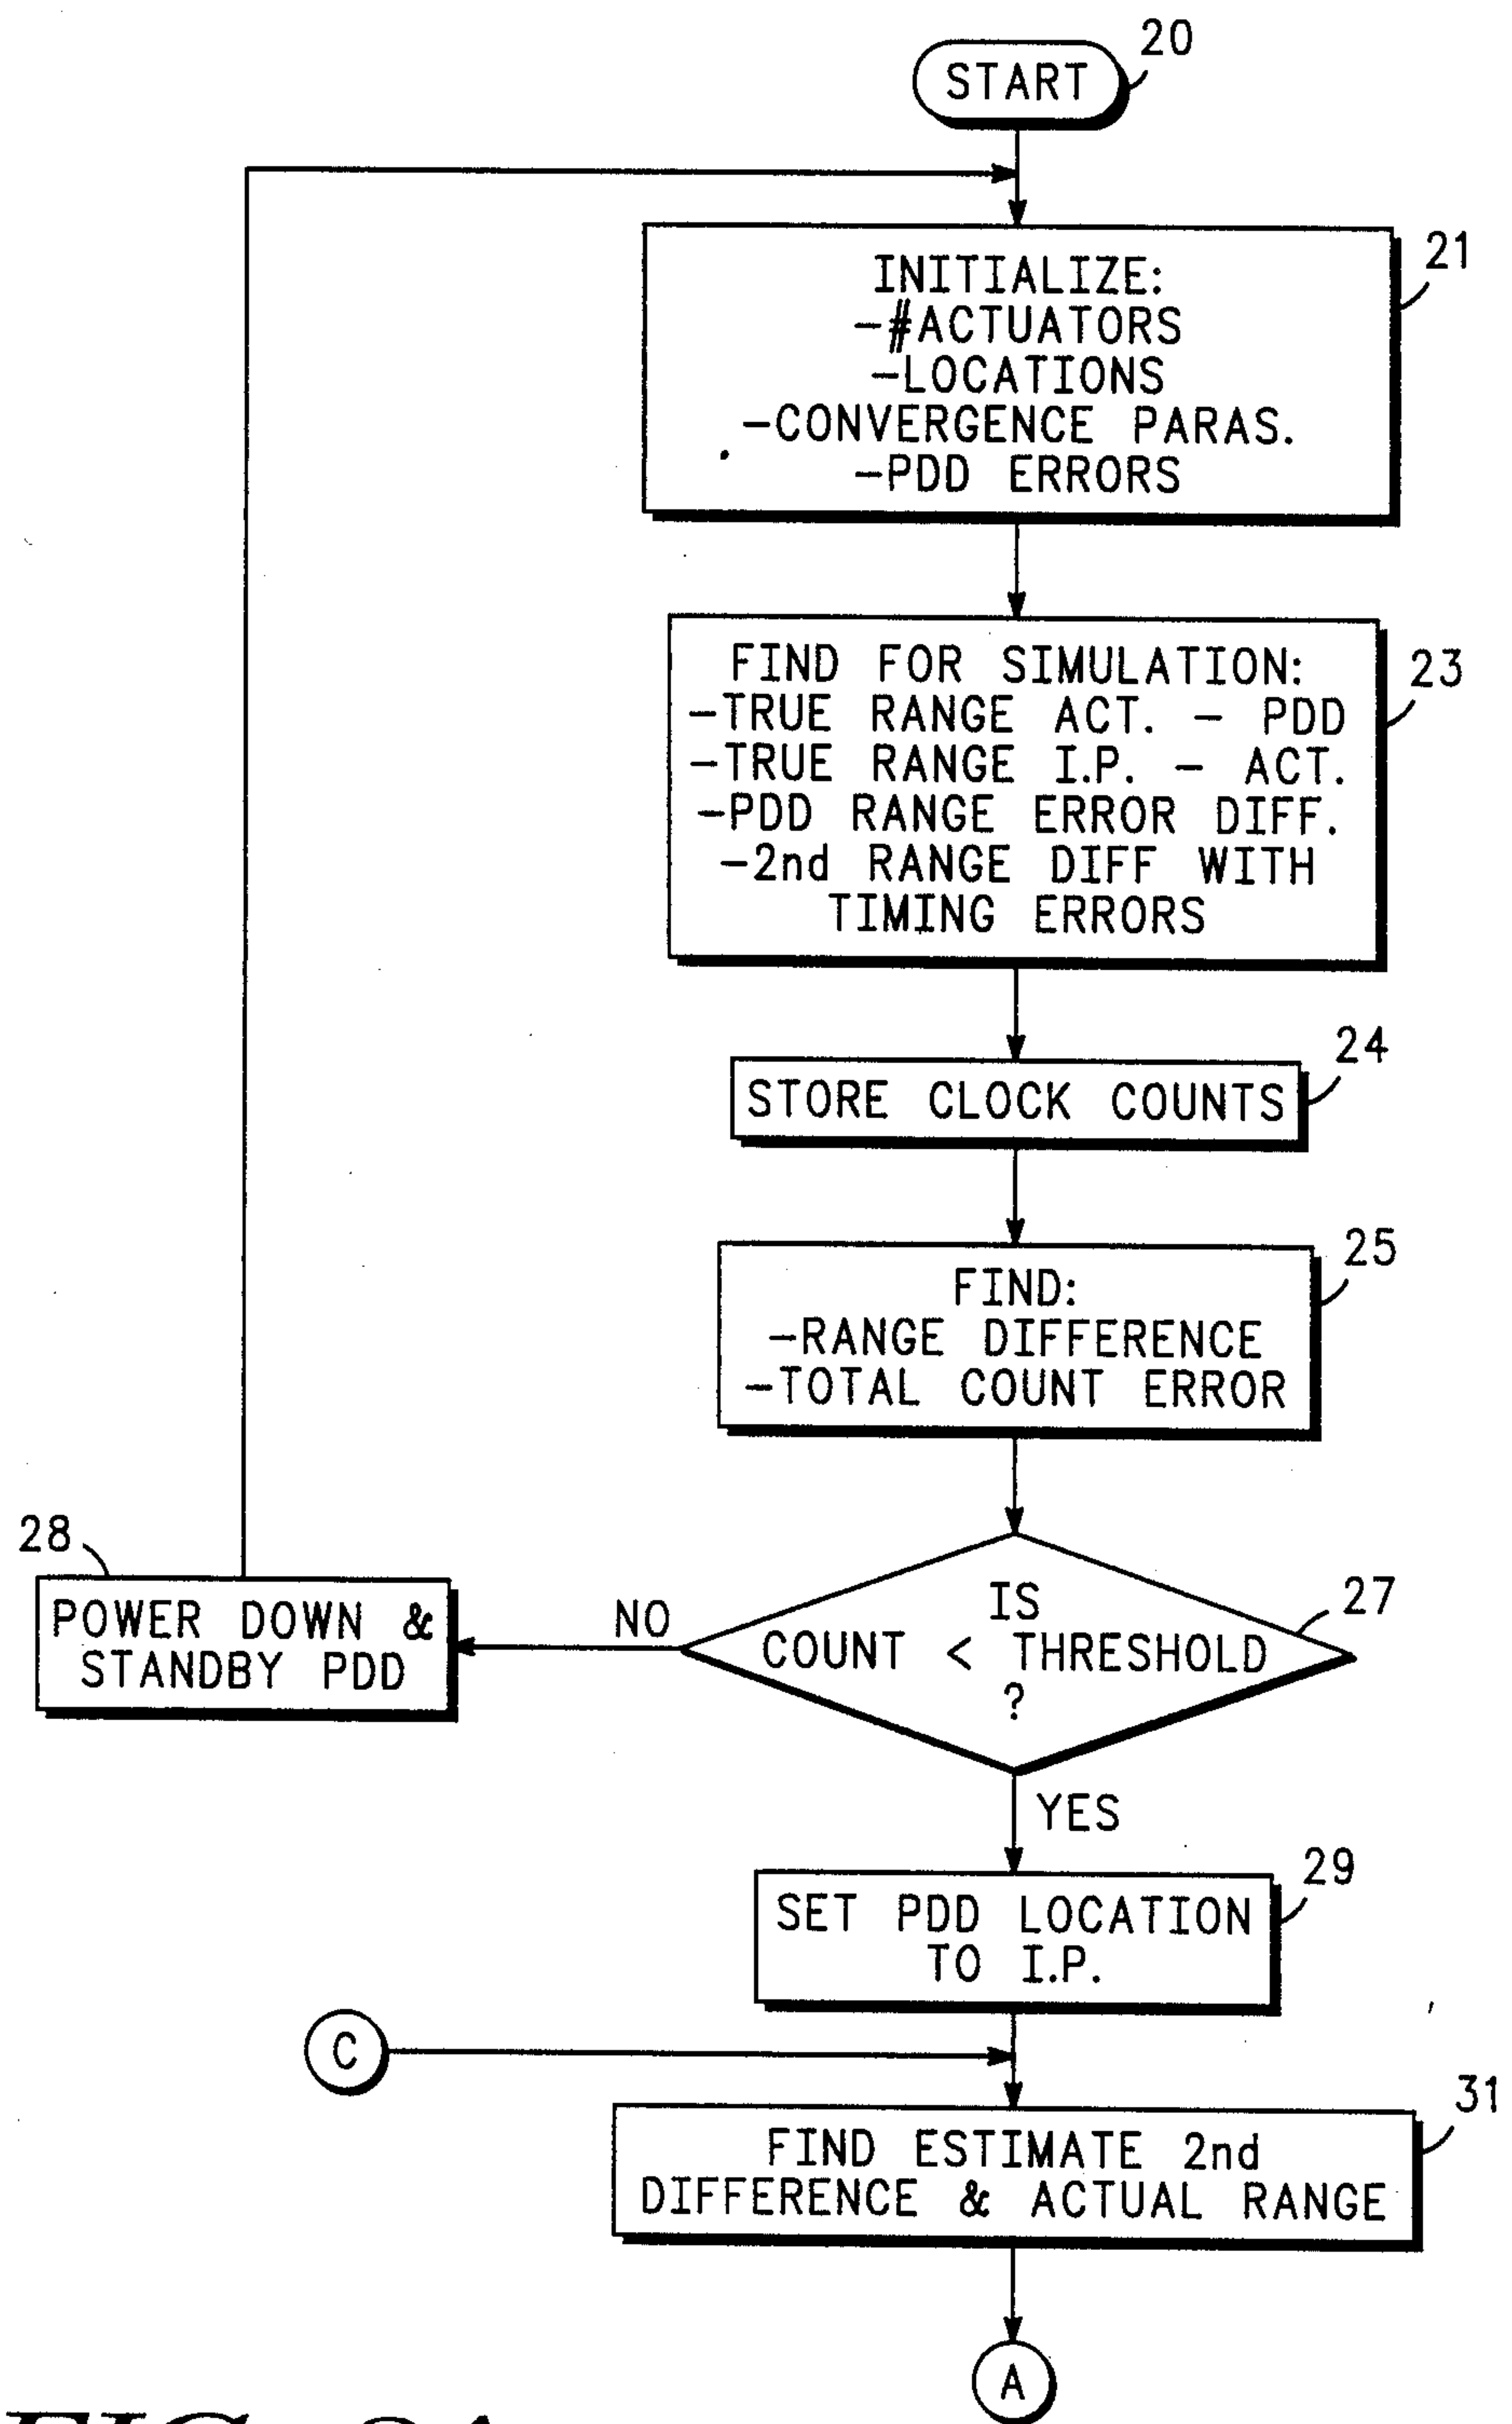 20
START
21
INITIALIZE:
-#ACTUATORS
-LOCATIONS
-CONVERGENCE PARAS.
-PDD ERRORS
23
FIND FOR SIMULATION:
-TRUE RANGE ACT. - PDD
-TRUE RANGE I.P. - ACT.
-PDD RANGE ERROR DIFF.
-2nd RANGE DIFF WITH
TIMING ERRORS
24
STORE CLOCK COUNTS
25
FIND:
-RANGE DIFFERENCE
-TOTAL COUNT ERROR
28
POWER DOWN &
STANDBY PDD
NO
27
IS
COUNT < THRESHOLD
?
YES
29
SET PDD LOCATION
TO I.P.
C
31
FIND ESTIMATE 2nd
DIFFERENCE & ACTUAL RANGE
A